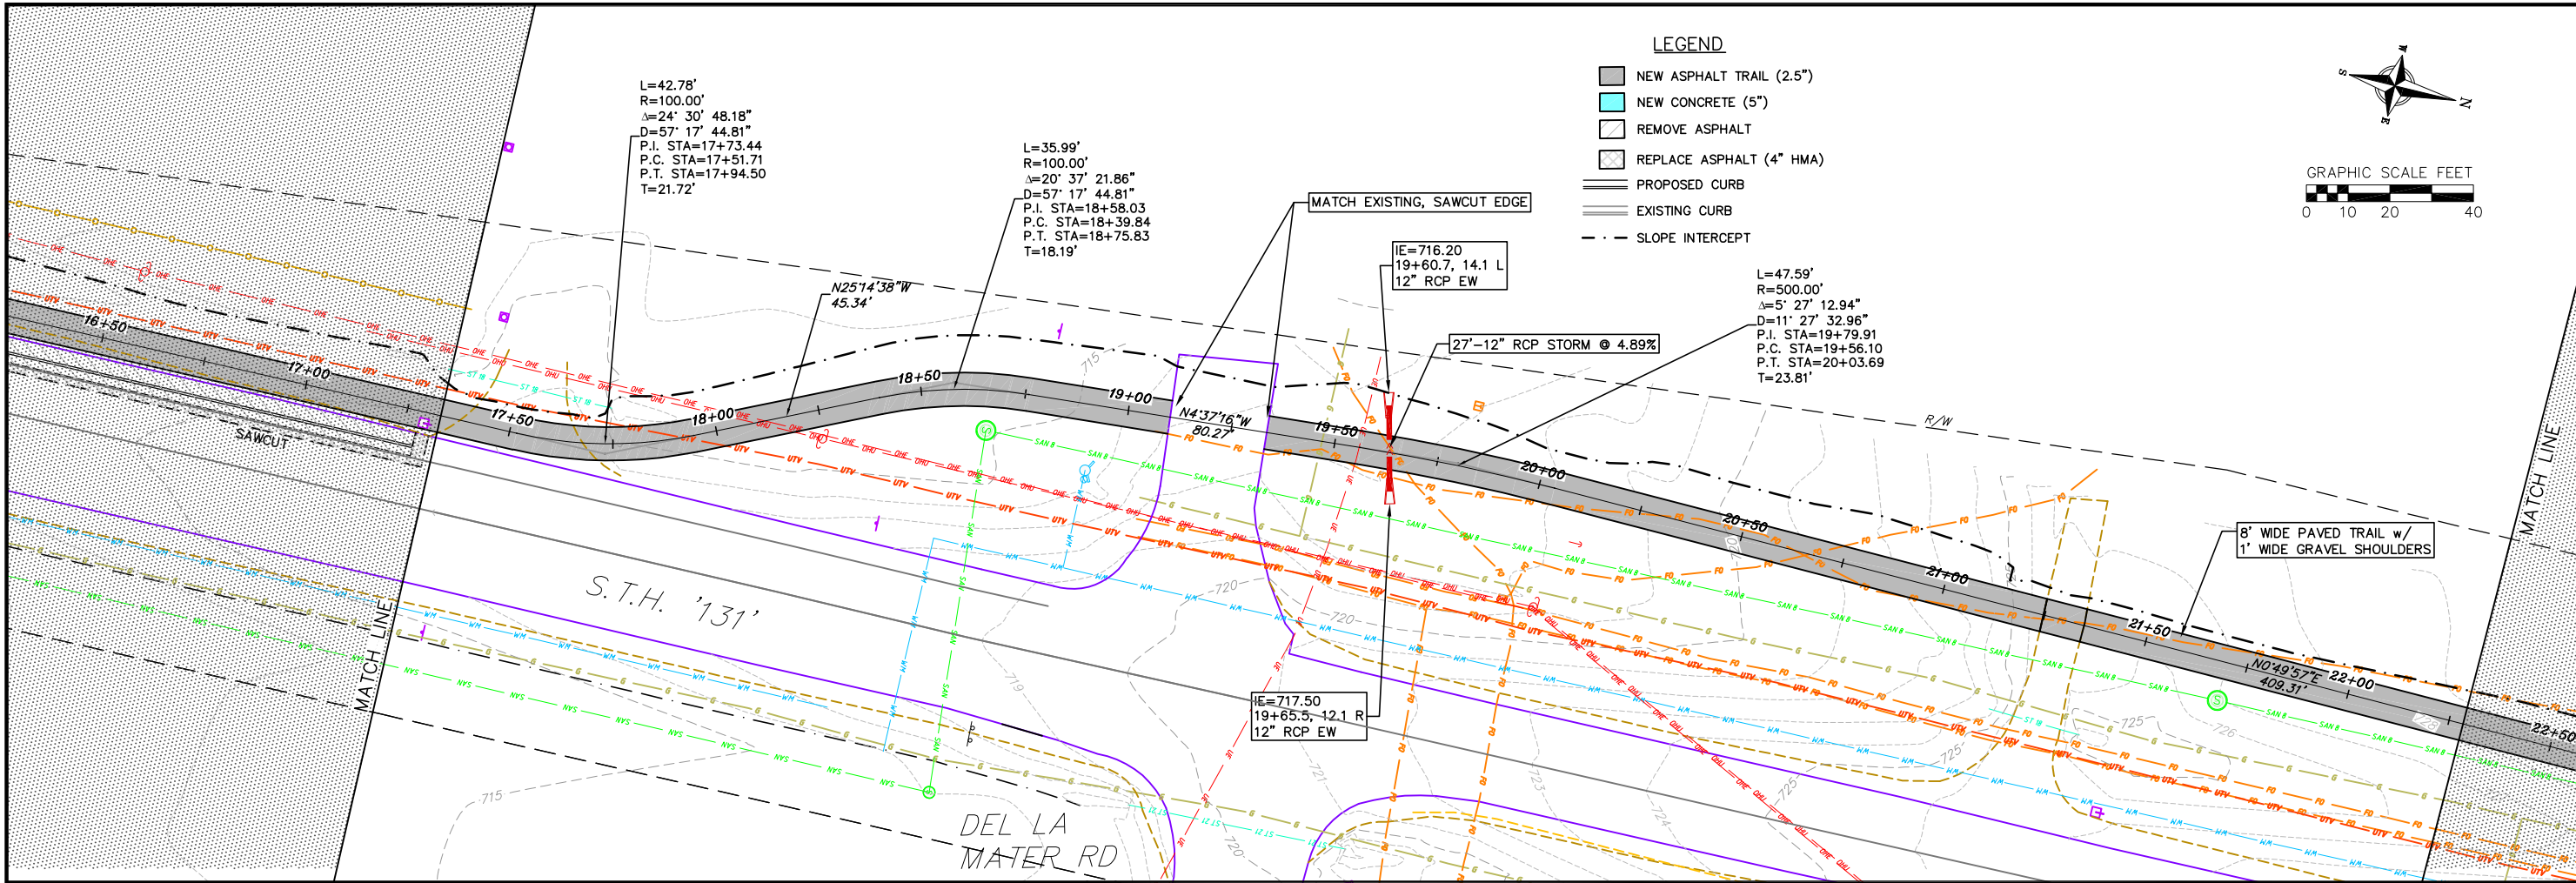 LEGEND
NEW ASPHALT TRAIL (2.5")
NEW CONCRETE (5")
REMOVE ASPHALT
REPLACE ASPHALT (4" HMA)
PROPOSED CURB
EXISTING CURB
SLOPE INTERCEPT
W
S
N
E
GRAPHIC SCALE FEET
0 10 20 40
L=42.78'
R=100.00'
Δ=24° 30' 48.18"
D=57° 17' 44.81"
P.I. STA=17+73.44
P.C. STA=17+51.71
P.T. STA=17+94.50
T=21.72'
L=35.99'
R=100.00'
Δ=20° 37' 21.86"
D=57° 17' 44.81"
P.I. STA=18+58.03
P.C. STA=18+39.84
P.T. STA=18+75.83
T=18.19'
MATCH EXISTING, SAWCUT EDGE
IE=716.20
19+60.7, 14.1 L
12" RCP EW
27'-12" RCP STORM @ 4.89%
L=47.59'
R=500.00'
Δ=5° 27' 12.94"
D=11° 27' 32.96"
P.I. STA=19+79.91
P.C. STA=19+56.10
P.T. STA=20+03.69
T=23.81'
N25°14'38"W
45.34'
N4°37'16"W
80.27'
R/W
8' WIDE PAVED TRAIL w/
1' WIDE GRAVEL SHOULDERS
N0°49'57"E
409.31'
IE=717.50
19+65.5, 12.1 R
12" RCP EW
16+50
17+00
17+50
18+00
18+50
19+00
19+50
20+00
20+50
21+00
21+50
22+00
22+50
SAWCUT
MATCH LINE
MATCH LINE
S.T.H. '131'
DEL LA
MATER RD
715
715
719
720
720
720
721
723
724
725
725
725
726
728